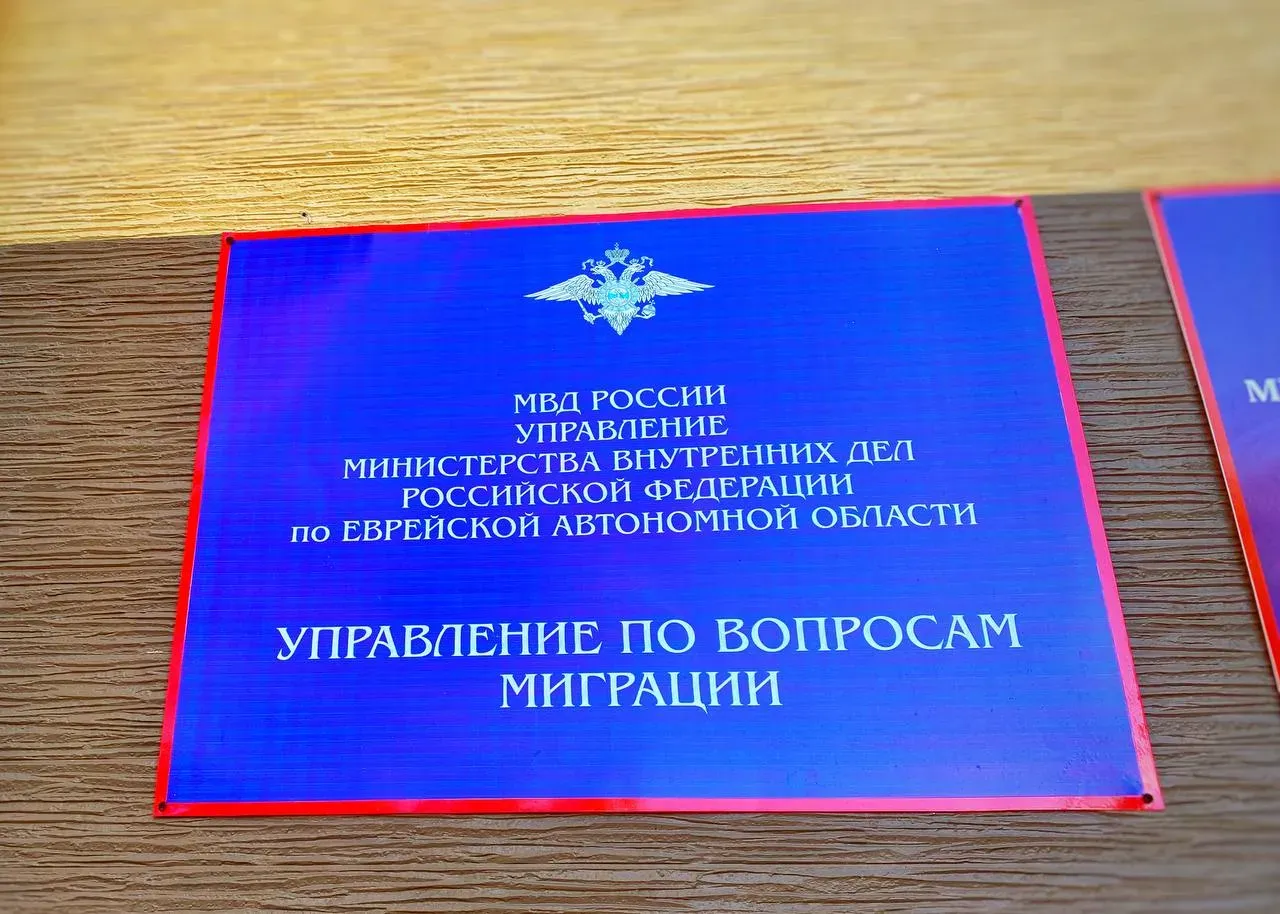 МВД РОССИИ
УПРАВЛЕНИЕ
МИНИСТЕРСТВА ВНУТРЕННИХ ДЕЛ
РОССИЙСКОЙ ФЕДЕРАЦИИ
по ЕВРЕЙСКОЙ АВТОНОМНОЙ ОБЛАСТИ
УПРАВЛЕНИЕ ПО ВОПРОСАМ
МИГРАЦИИ